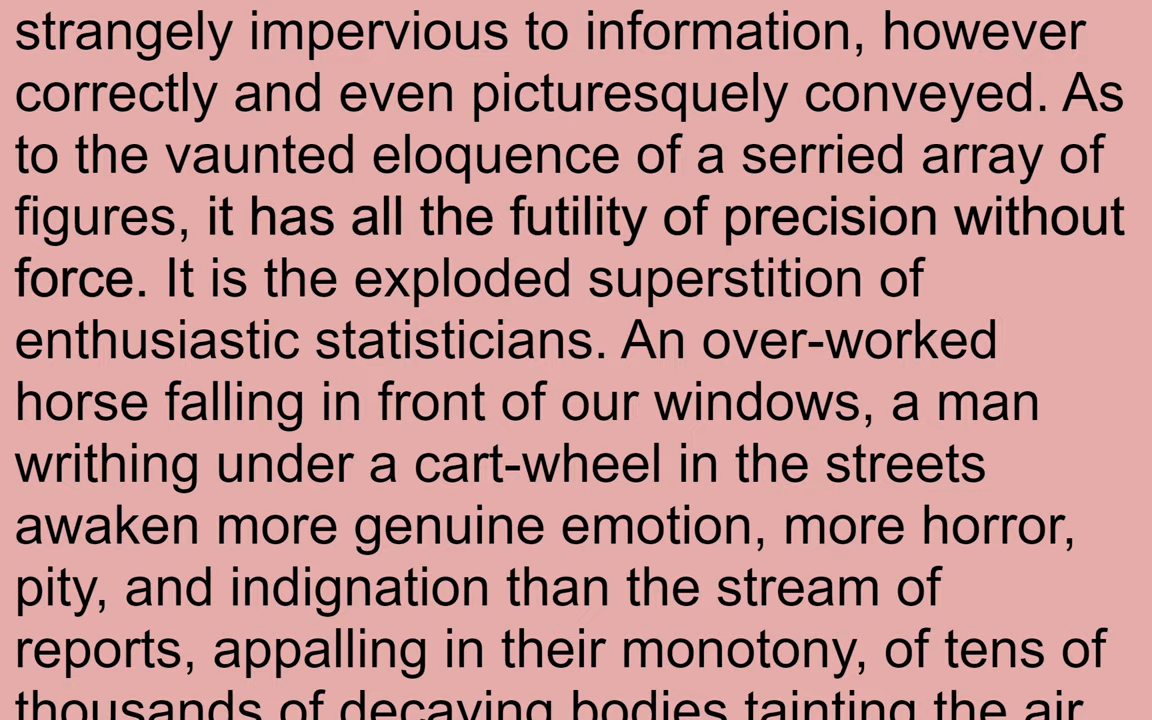 strangely impervious to information, however
correctly and even picturesquely conveyed. As
to the vaunted eloquence of a serried array of
figures, it has all the futility of precision without
force. It is the exploded superstition of
enthusiastic statisticians. An over-worked
horse falling in front of our windows, a man
writhing under a cart-wheel in the streets
awaken more genuine emotion, more horror,
pity, and indignation than the stream of
reports, appalling in their monotony, of tens of
thousands of decaying bodies tainting the air